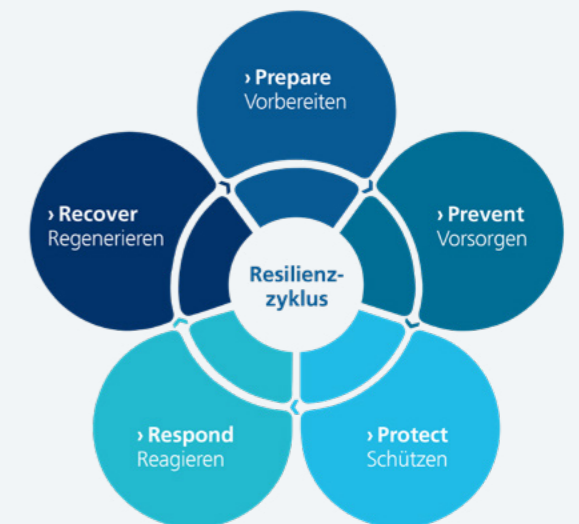 › Prepare
Vorbereiten
› Prevent
Vorsorgen
› Protect
Schützen
› Respond
Reagieren
› Recover
Regenerieren
Resilienz-
zyklus